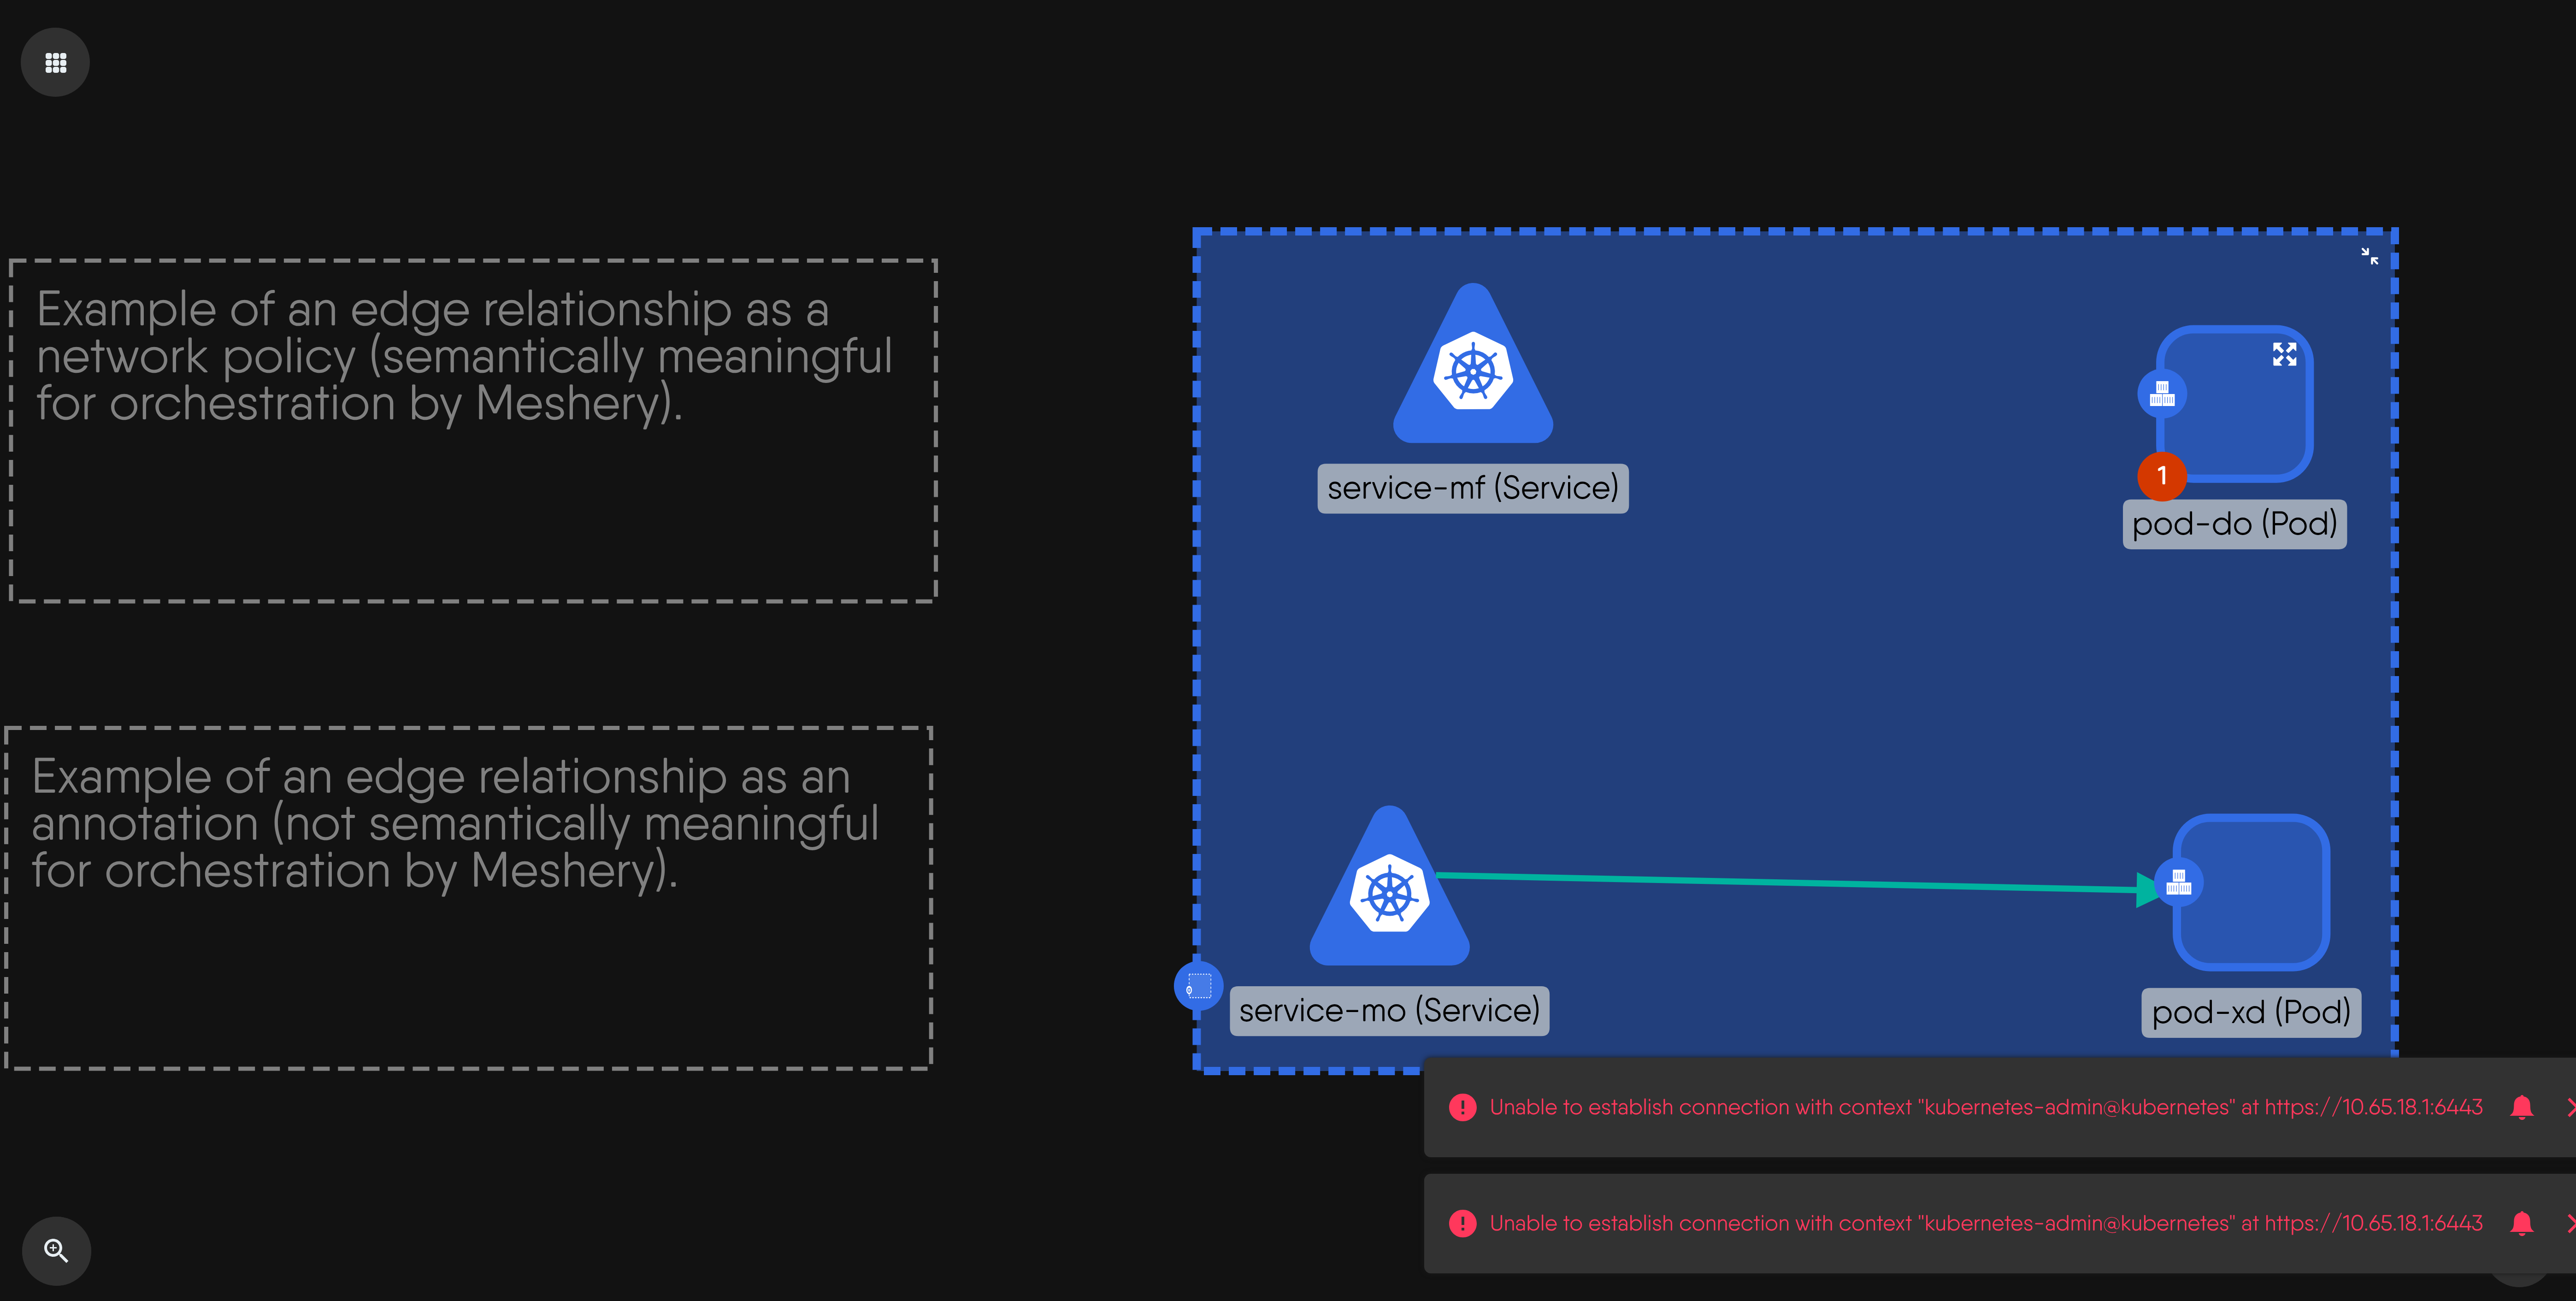 Example of an edge relationship as a
network policy (semantically meaningful
for orchestration by Meshery).
service-mf (Service)
1
pod-do (Pod)
Example of an edge relationship as an
annotation (not semantically meaningful
for orchestration by Meshery).
service-mo (Service)
pod-xd (Pod)
Unable to establish connection with context "kubernetes-admin@kubernetes" at https://10.65.18.1:6443
Unable to establish connection with context "kubernetes-admin@kubernetes" at https://10.65.18.1:6443